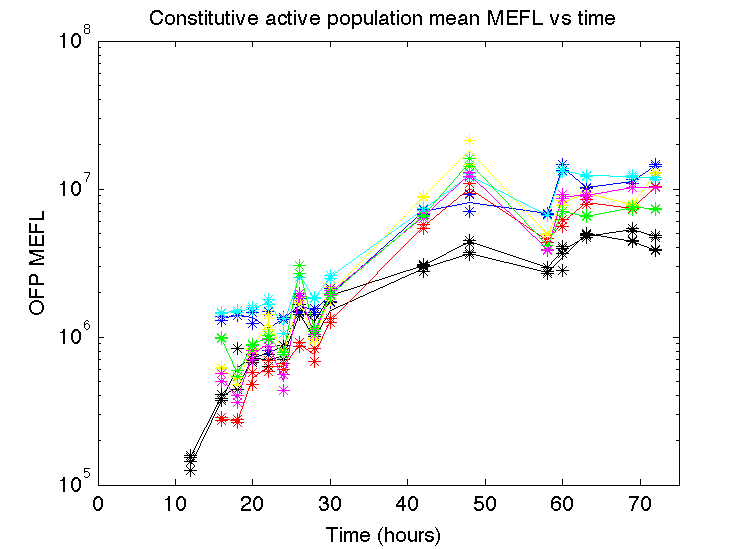 Constitutive active population mean MEFL vs time
10^8
10^7
10^6
10^5
OFP MEFL
0 10 20 30 40 50 60 70
Time (hours)